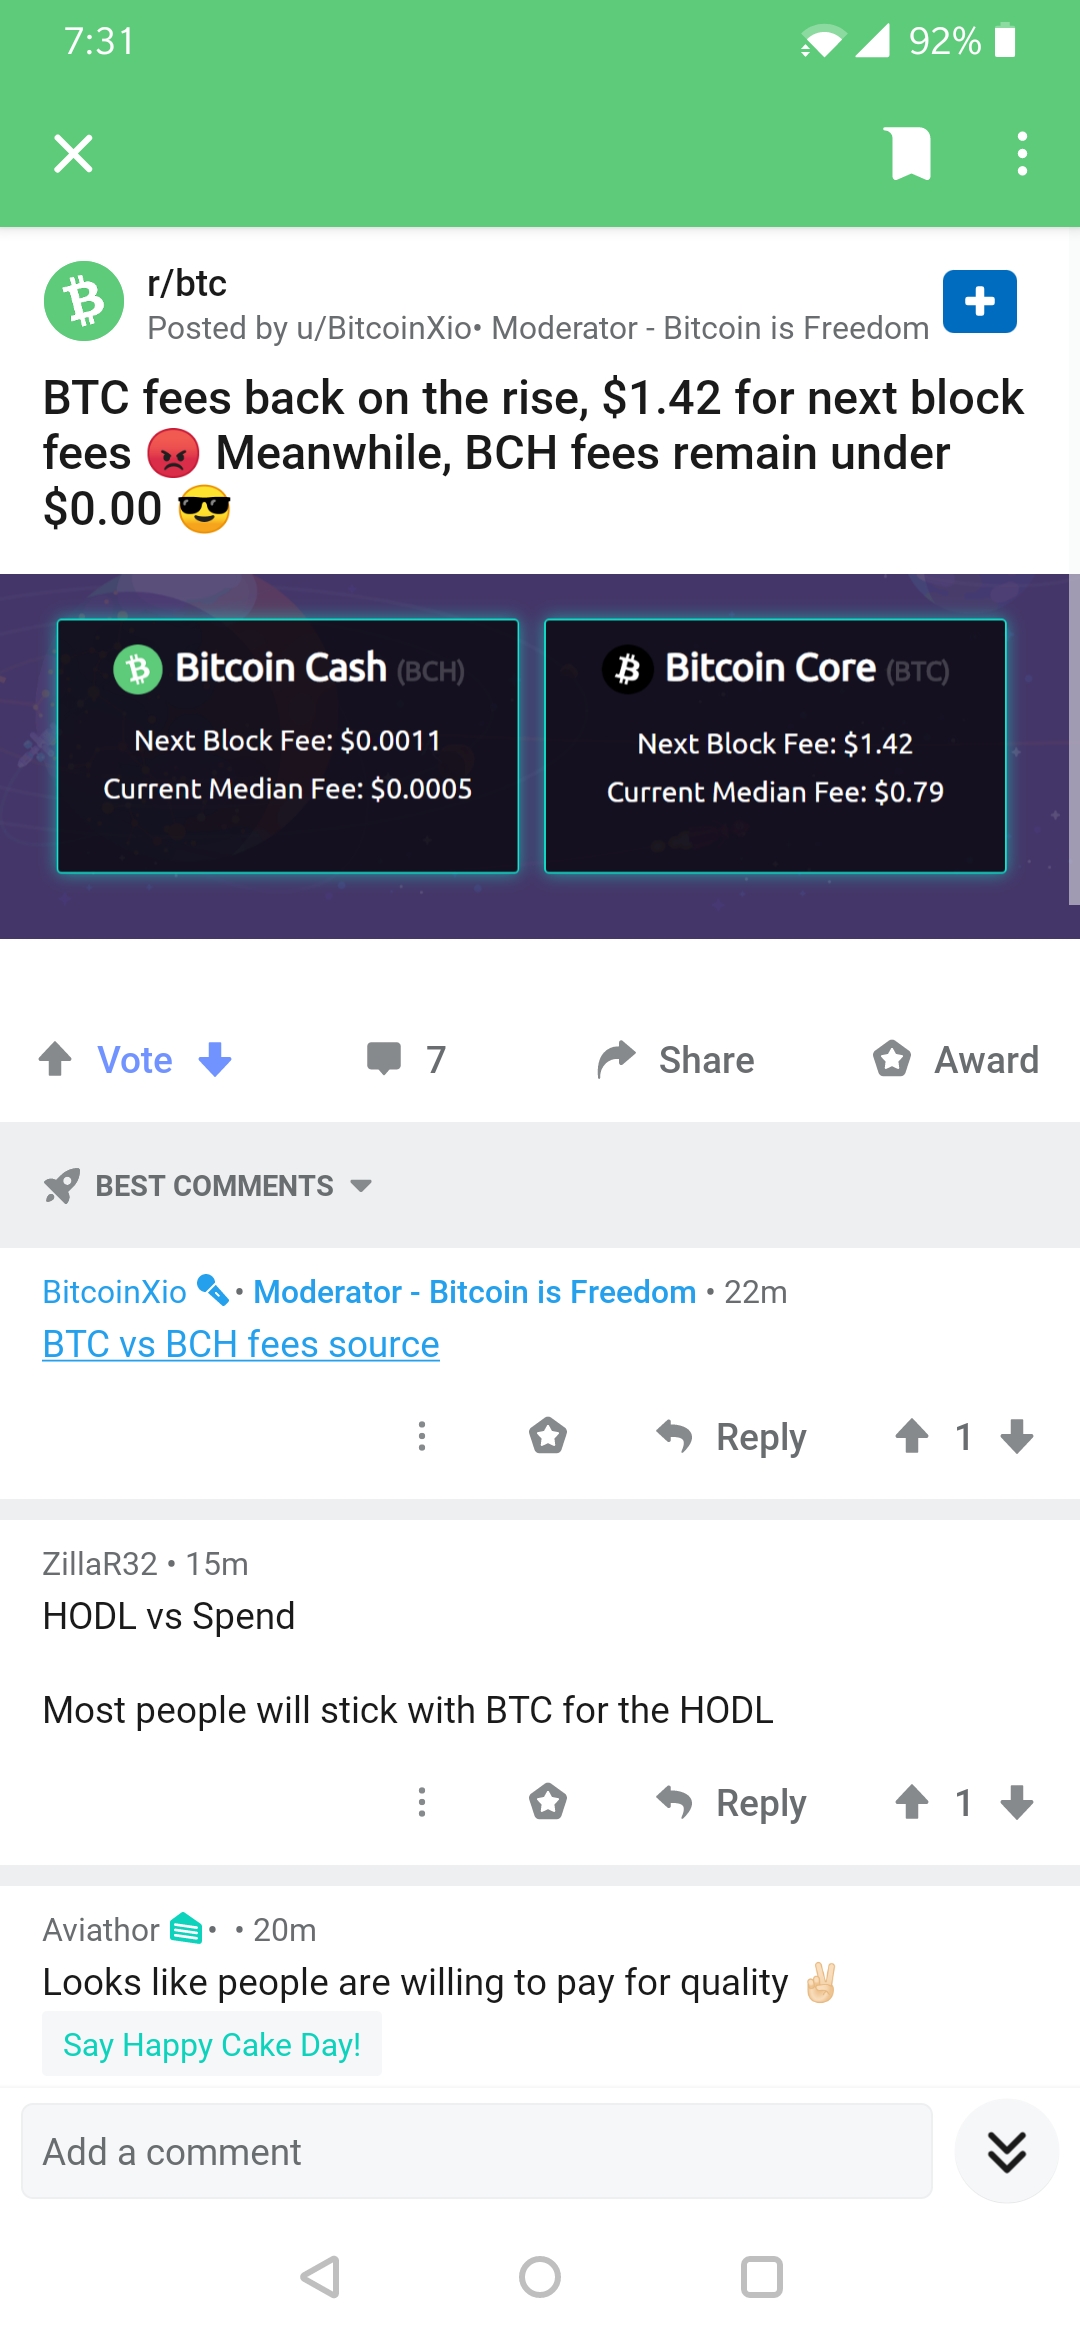 7:31
92%
r/btc
Posted by u/BitcoinXio• Moderator - Bitcoin is Freedom
BTC fees back on the rise, $1.42 for next block
fees 😡 Meanwhile, BCH fees remain under
$0.00 😎
Bitcoin Cash (BCH)
Next Block Fee: $0.0011
Current Median Fee: $0.0005
Bitcoin Core (BTC)
Next Block Fee: $1.42
Current Median Fee: $0.79
Vote
7
Share
Award
BEST COMMENTS
BitcoinXio • Moderator - Bitcoin is Freedom • 22m
BTC vs BCH fees source
Reply
1
ZillaR32 • 15m
HODL vs Spend
Most people will stick with BTC for the HODL
Reply
1
Aviathor • • 20m
Looks like people are willing to pay for quality ✌🏻
Say Happy Cake Day!
Add a comment